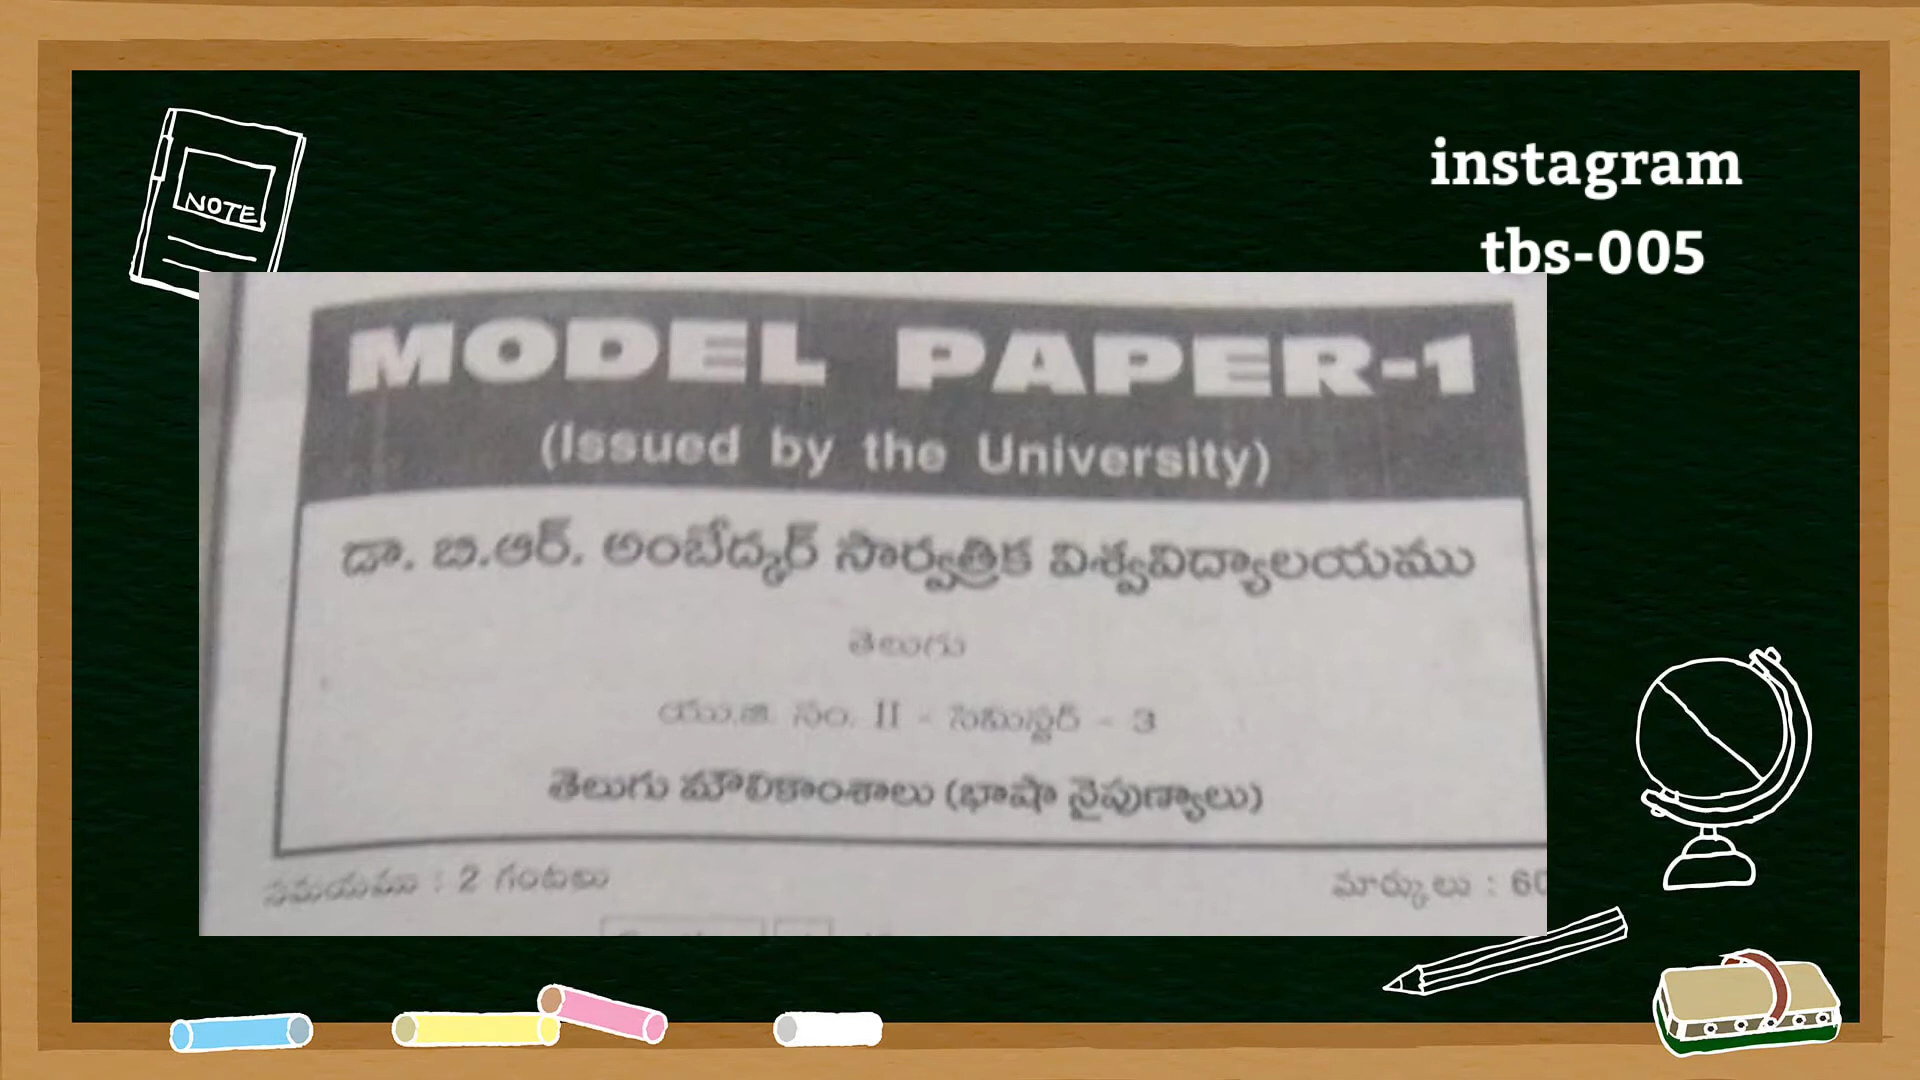 NOTE
instagram
tbs-005
MODEL PAPER-1
(Issued by the University)
డా. బి.ఆర్. అంబేద్కర్ సార్వత్రిక విశ్వవిద్యాలయము
తెలుగు
యు.జి. సం. II - సెమిస్టర్ - 3
తెలుగు మౌలికాంశాలు (భాషా నైపుణ్యాలు)
సమయము : 2 గంటలు
మార్కులు : 60